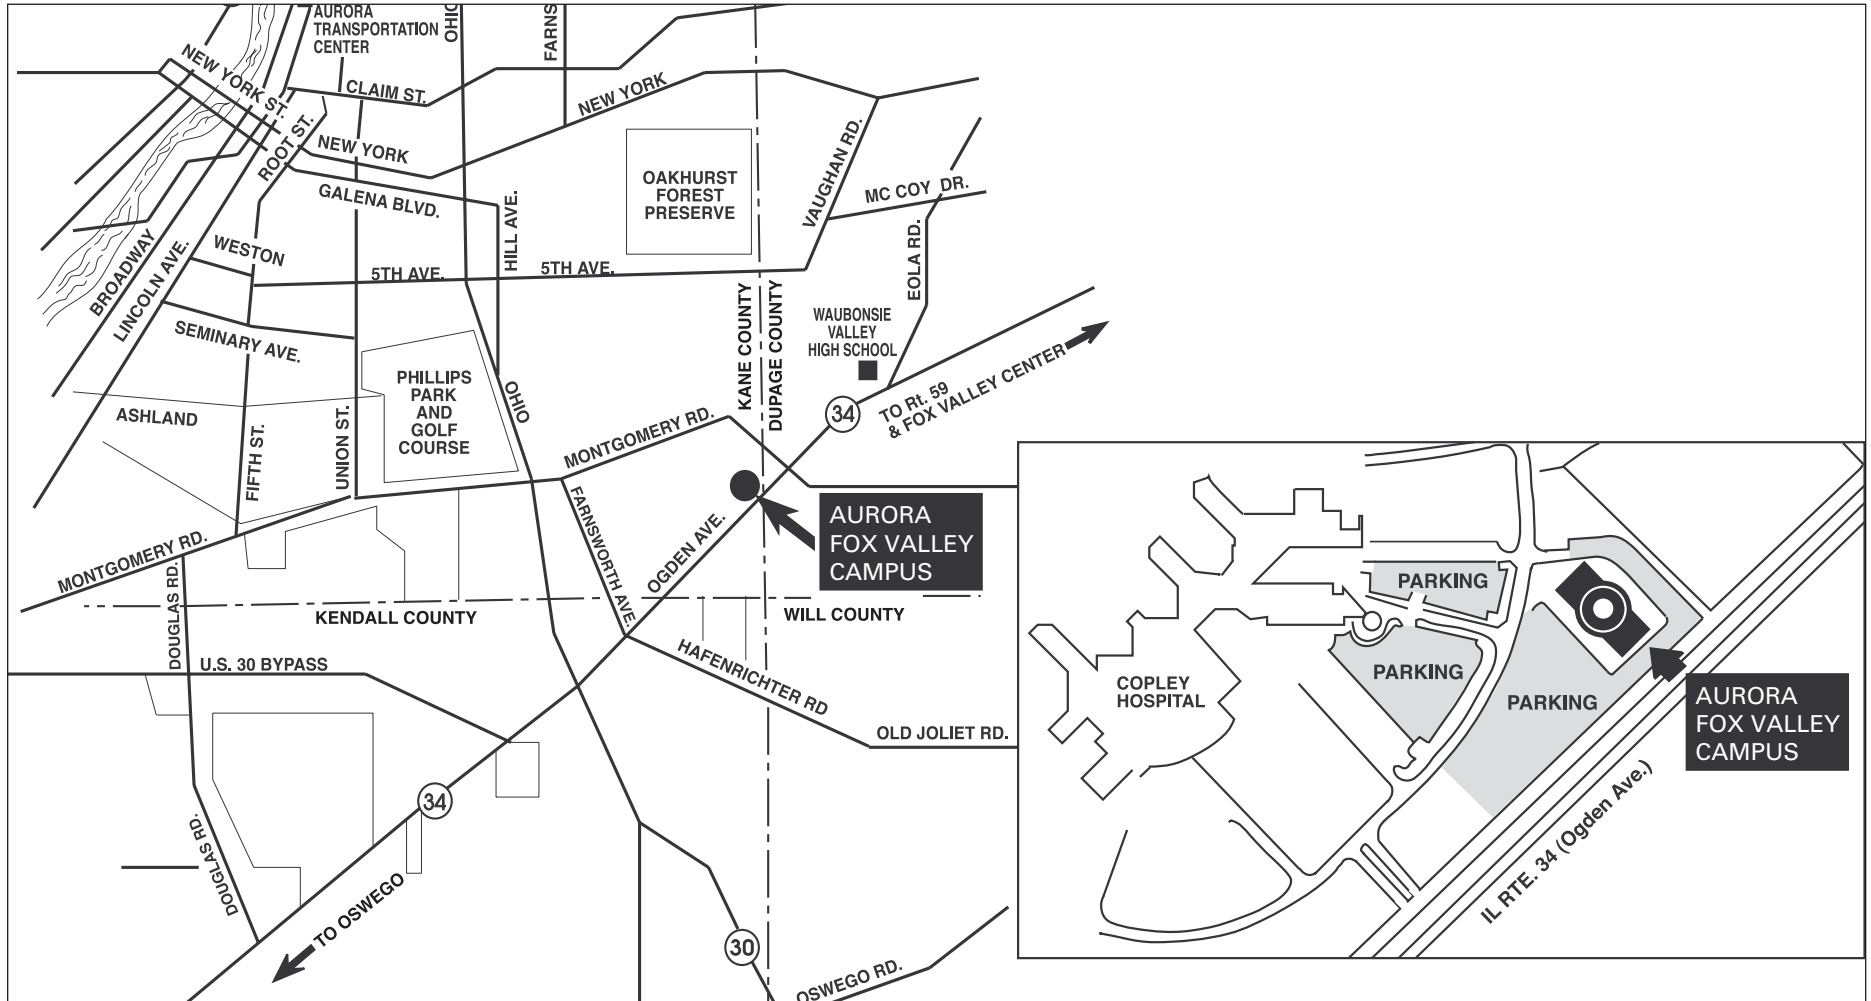 AURORA
TRANSPORTATION
CENTER
OHIO
FARNS
NEW YORK ST.
CLAIM ST.
NEW YORK
ROOT ST.
NEW YORK
GALENA BLVD.
OAKHURST
FOREST
PRESERVE
VAUGHAN RD.
MC COY DR.
HILL AVE.
EOLA RD.
BROADWAY
LINCOLN AVE.
WESTON
5TH AVE.
5TH AVE.
SEMINARY AVE.
KANE COUNTY
DUPAGE COUNTY
WAUBONSIE
VALLEY
HIGH SCHOOL
PHILLIPS
PARK
AND
GOLF
COURSE
OHIO
ASHLAND
FIFTH ST.
UNION ST.
MONTGOMERY RD.
34
TO Rt. 59
& FOX VALLEY CENTER
FARNSWORTH AVE.
OGDEN AVE.
AURORA
FOX VALLEY
CAMPUS
MONTGOMERY RD.
DOUGLAS RD.
KENDALL COUNTY
WILL COUNTY
U.S. 30 BYPASS
HAFENRICHTER RD
OLD JOLIET RD.
34
DOUGLAS RD.
TO OSWEGO
30
OSWEGO RD.
PARKING
PARKING
PARKING
COPLEY
HOSPITAL
AURORA
FOX VALLEY
CAMPUS
IL RTE. 34 (Ogden Ave.)